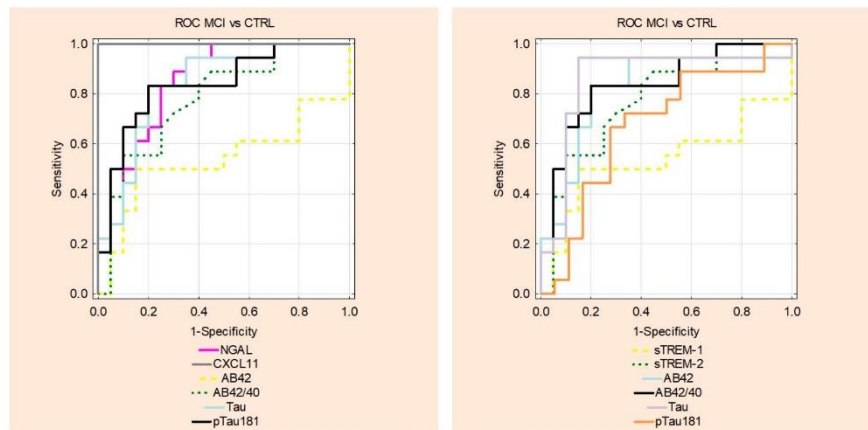 ROC MCI vs CTRL
Sensitivity
1.0
0.8
0.6
0.4
0.2
0.0
0.0 0.2 0.4 0.6 0.8 1.0
1-Specificity
NGAL
CXCL11
AB42
AB42/40
Tau
pTau181
ROC MCI vs CTRL
Sensitivity
1.0
0.8
0.6
0.4
0.2
0.0
0.0 0.2 0.4 0.6 0.8 1.0
1-Specificity
sTREM-1
sTREM-2
AB42
AB42/40
Tau
pTau181